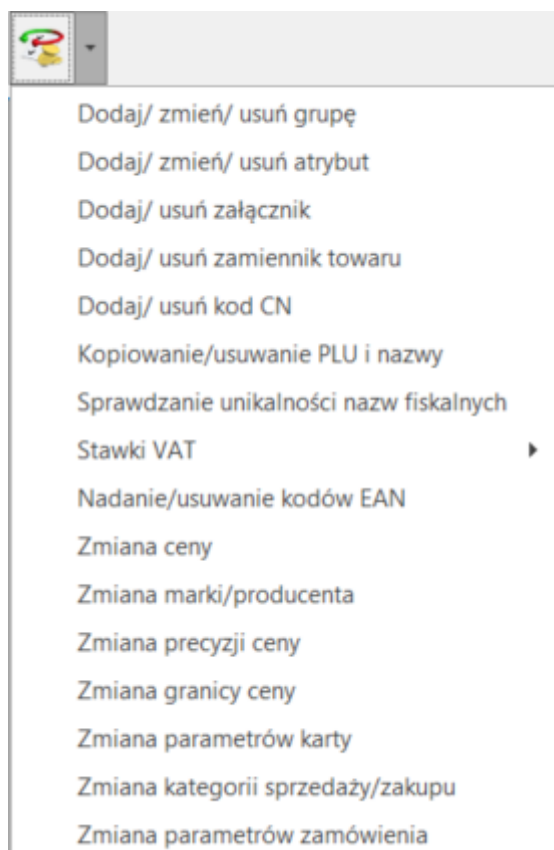 Dodaj/ zmień/ usuń grupę
Dodaj/ zmień/ usuń atrybut
Dodaj/ usuń załącznik
Dodaj/ usuń zamiennik towaru
Dodaj/ usuń kod CN
Kopiowanie/usuwanie PLU i nazwy
Sprawdzanie unikalności nazw fiskalnych
Stawki VAT
Nadanie/usuwanie kodów EAN
Zmiana ceny
Zmiana marki/producenta
Zmiana precyzji ceny
Zmiana granicy ceny
Zmiana parametrów karty
Zmiana kategorii sprzedaży/zakupu
Zmiana parametrów zamówienia